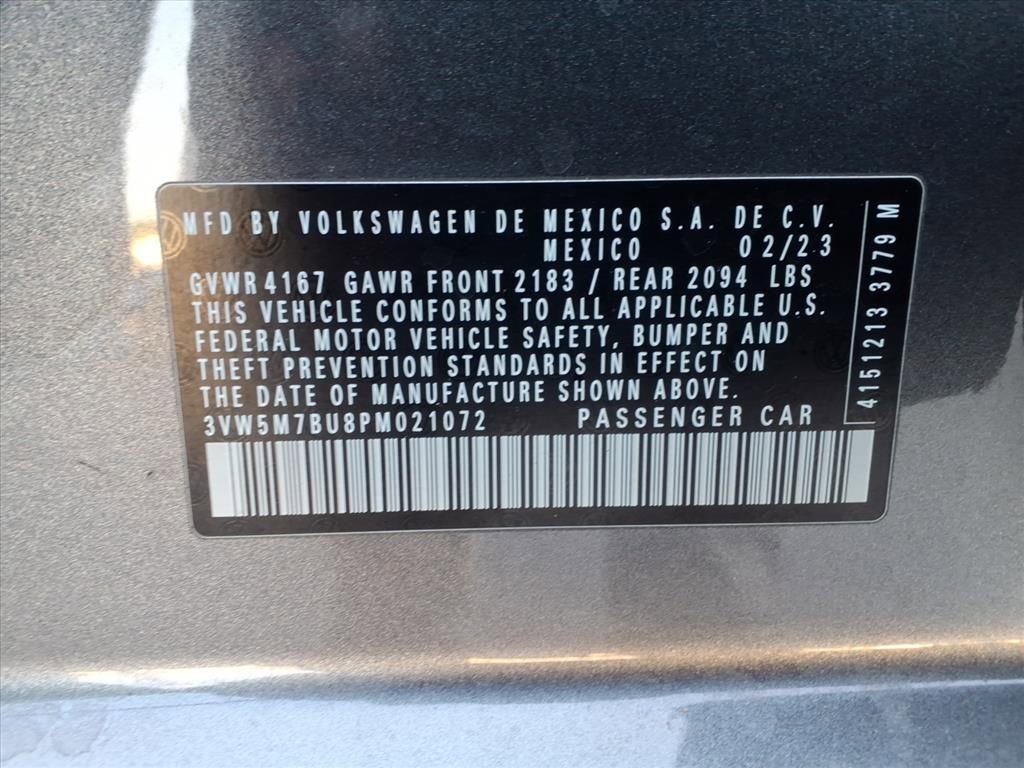 MFD BY VOLKSWAGEN DE MEXICO S.A. DE C.V.
MEXICO 02/23
GVWR 4167 GAWR FRONT 2183 / REAR 2094 LBS
THIS VEHICLE CONFORMS TO ALL APPLICABLE U.S.
FEDERAL MOTOR VEHICLE SAFETY, BUMPER AND
THEFT PREVENTION STANDARDS IN EFFECT ON
THE DATE OF MANUFACTURE SHOWN ABOVE.
3VW5M7BU8PM021072 PASSENGER CAR
4151213 3779 M